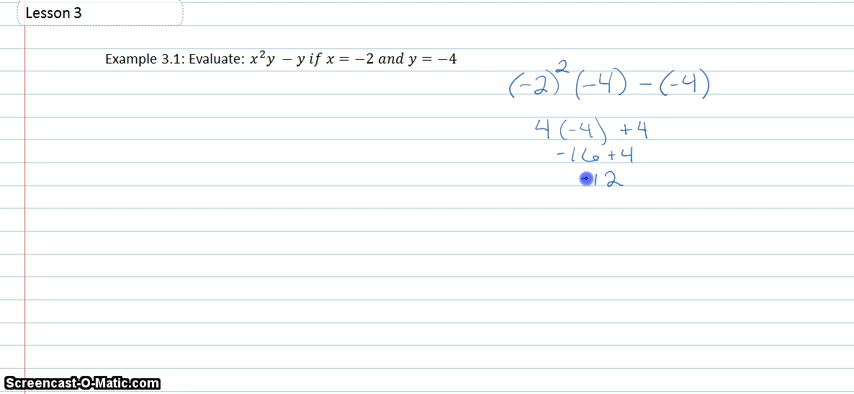 Lesson 3
Example 3.1: Evaluate: x²y − y if x = −2 and y = −4
(-2)² (-4) - (-4)
4(-4) +4
-16+4
-12
Screencast-O-Matic.com